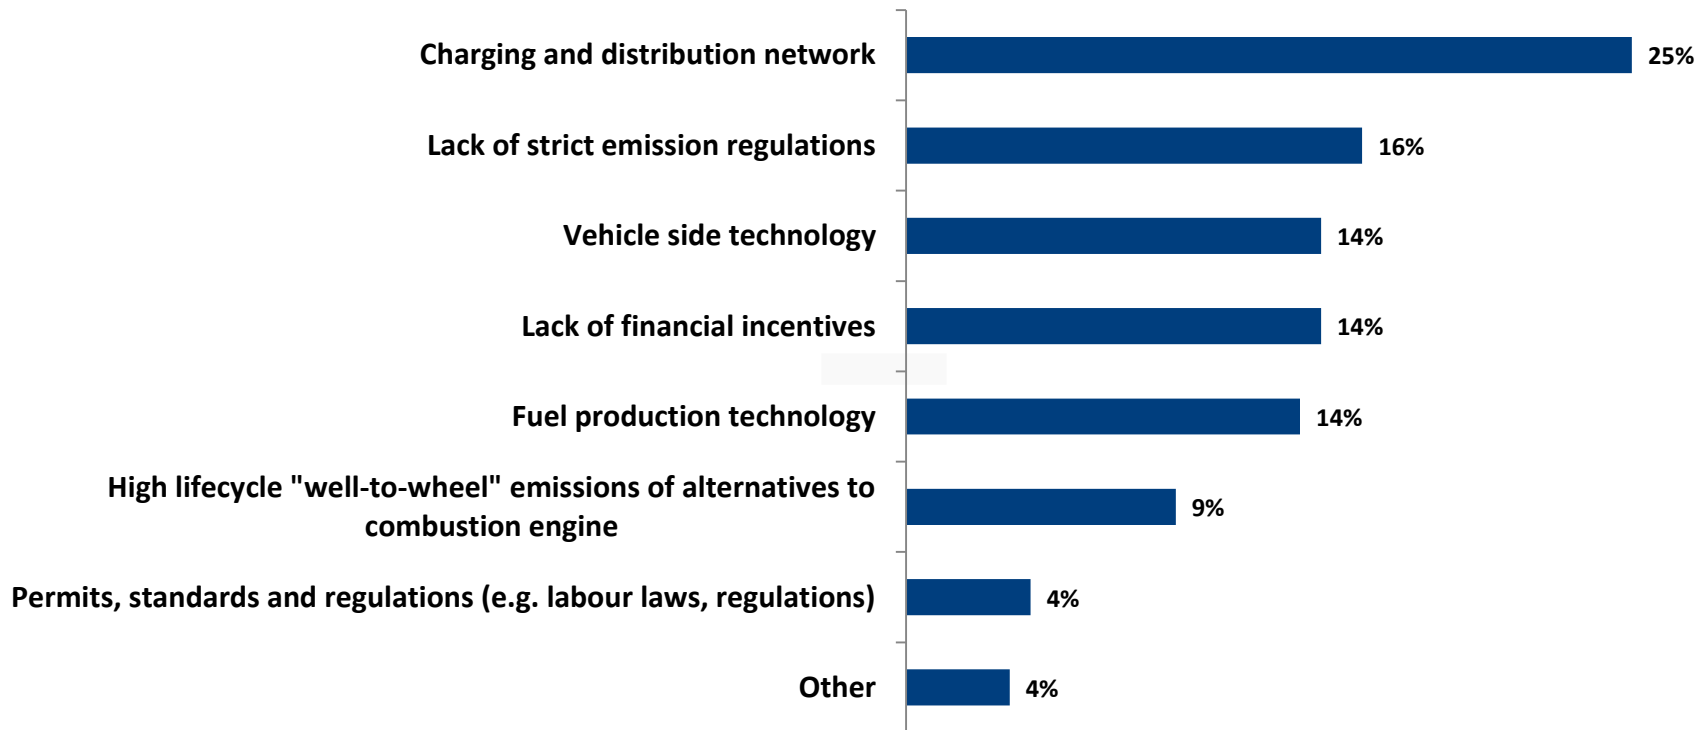 Charging and distribution network 25%
Lack of strict emission regulations 16%
Vehicle side technology 14%
Lack of financial incentives 14%
Fuel production technology 14%
High lifecycle "well-to-wheel" emissions of alternatives to
combustion engine 9%
Permits, standards and regulations (e.g. labour laws, regulations) 4%
Other 4%